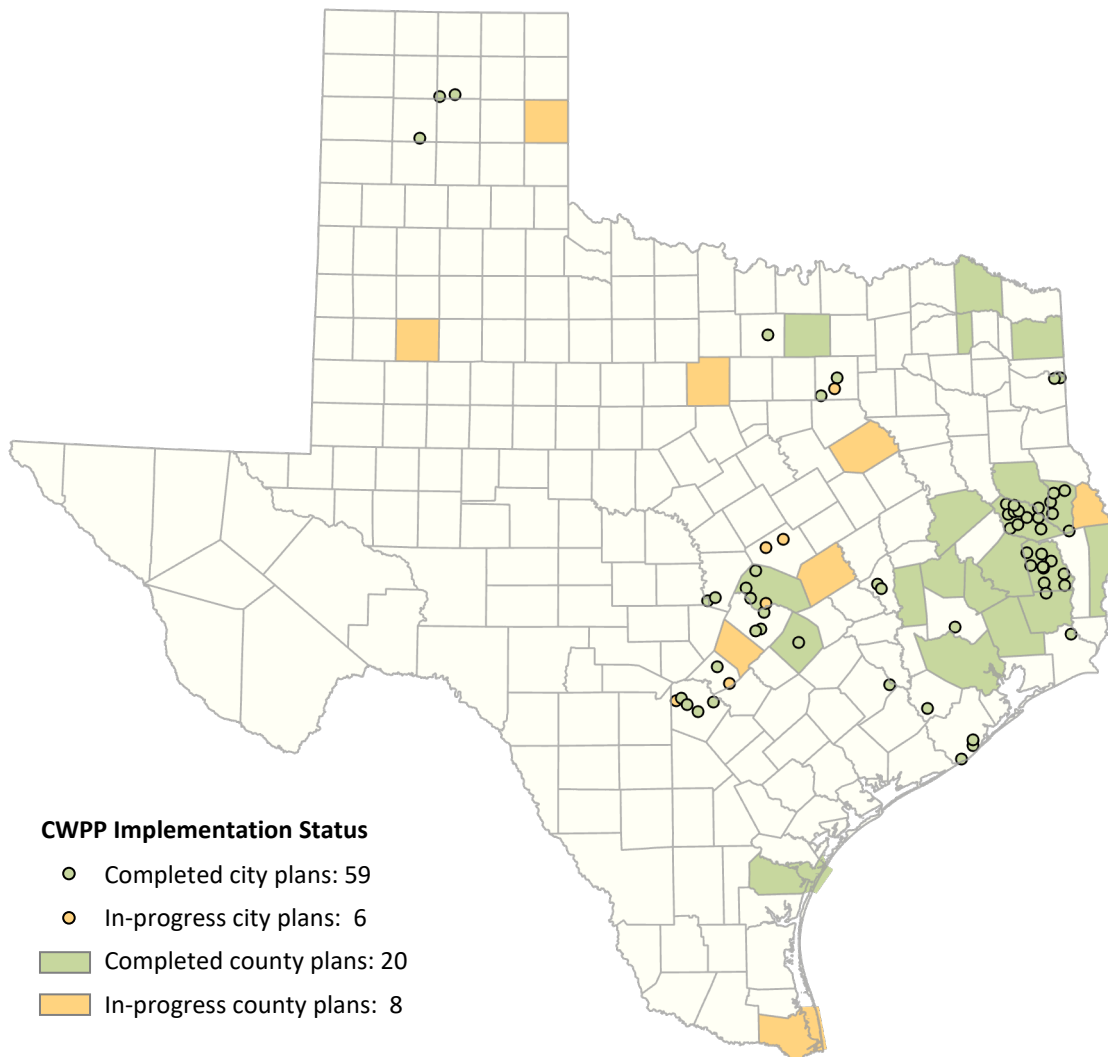 CWPP Implementation Status
Completed city plans: 59
In-progress city plans: 6
Completed county plans: 20
In-progress county plans: 8